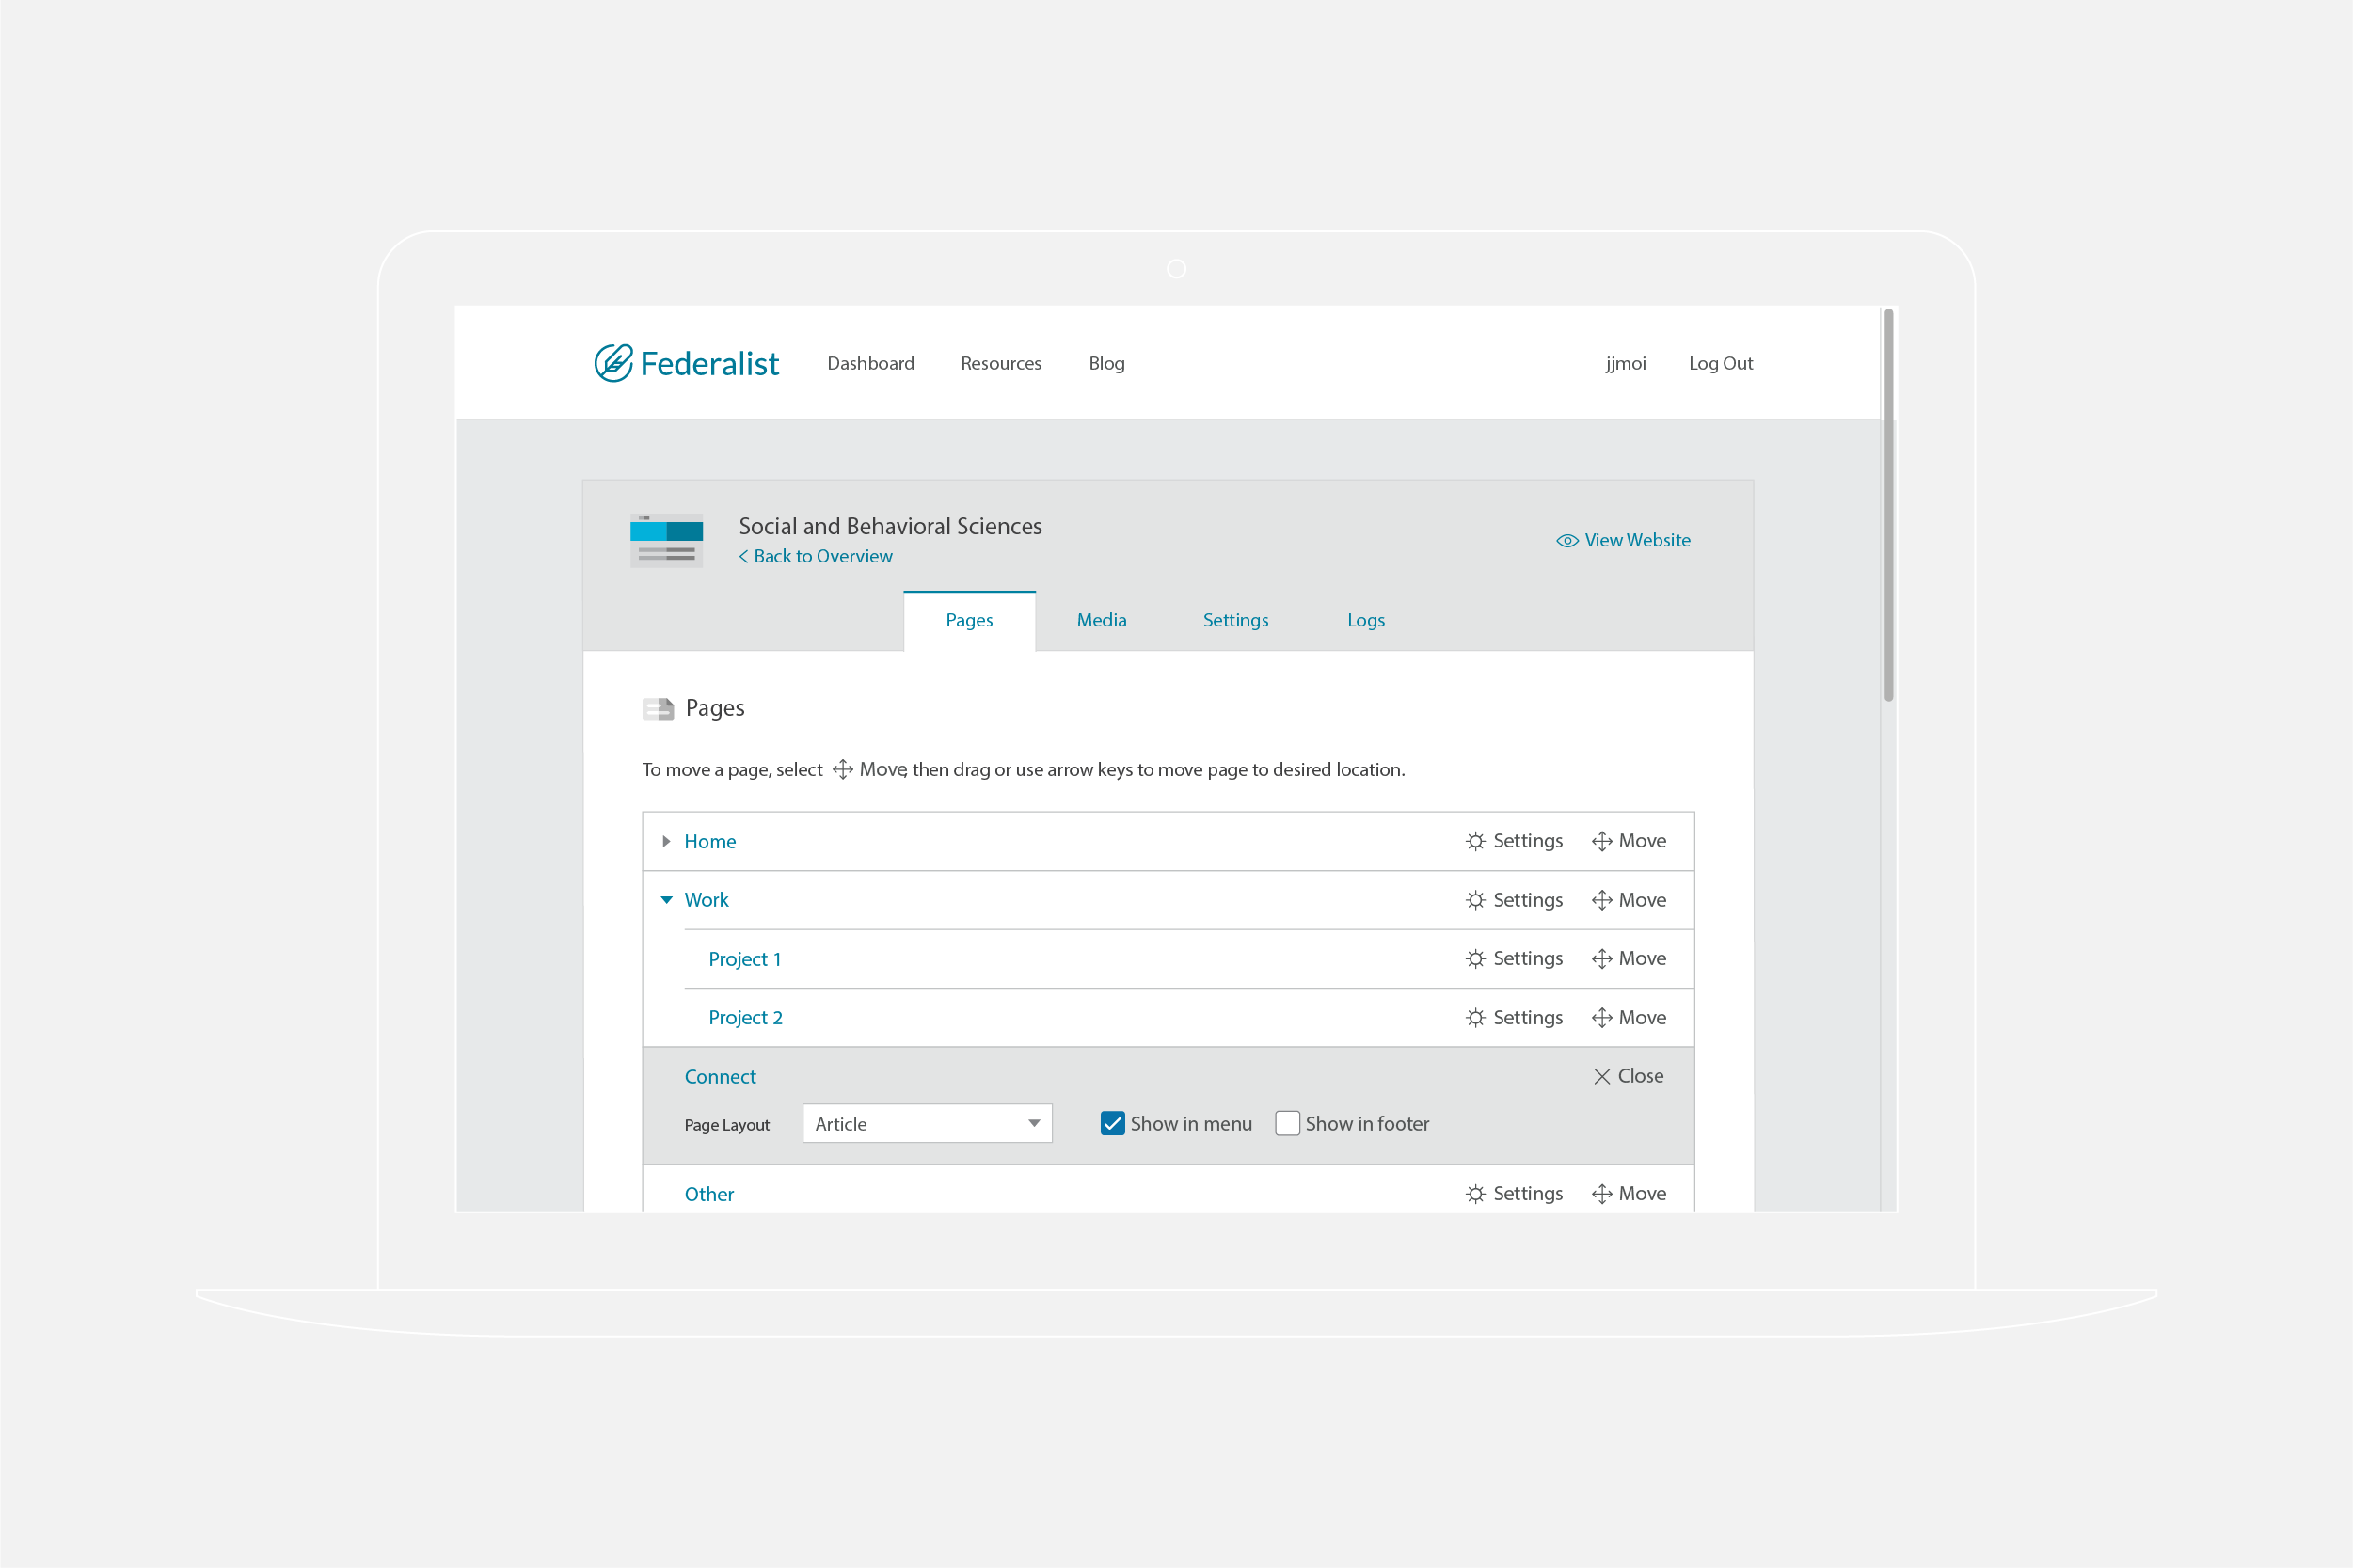 Federalist Dashboard Resources Blog jjmoi Log Out
Social and Behavioral Sciences
< Back to Overview
View Website
Pages Media Settings Logs
Pages
To move a page, select Move, then drag or use arrow keys to move page to desired location.
Home Settings Move
Work Settings Move
Project 1 Settings Move
Project 2 Settings Move
Connect Close
Page Layout Article Show in menu Show in footer
Other Settings Move